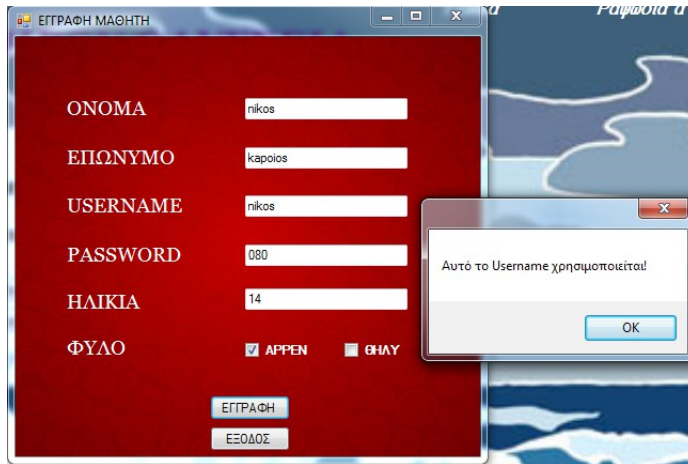 ΕΓΓΡΑΦΗ ΜΑΘΗΤΗ
ΟΝΟΜΑ nikos
ΕΠΩΝΥΜΟ kapoios
USERNAME nikos
PASSWORD 080
ΗΛΙΚΙΑ 14
ΦΥΛΟ ΑΡΡΕΝ ΘΗΛΥ
ΕΓΓΡΑΦΗ
ΕΞΟΔΟΣ
Αυτό το Username χρησιμοποιείται!
OK